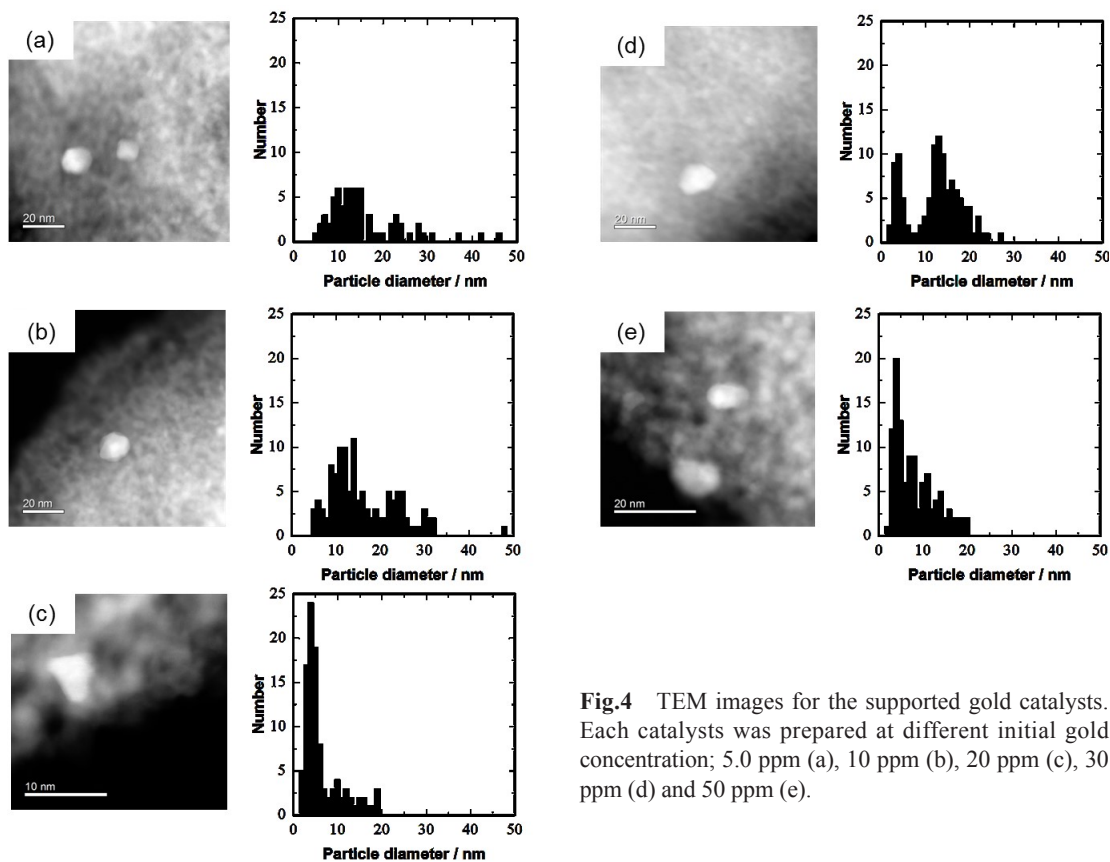 (a)
20 nm
25
20
15
10
5
0
Number
10 20 30 40 50
Particle diameter / nm
(d)
20 nm
25
20
15
10
5
0
Number
0 10 20 30 40 50
Particle diameter / nm
(b)
20 nm
25
20
15
10
5
0
Number
0 10 20 30 40 50
Particle diameter / nm
(e)
20 nm
25
20
15
10
5
0
Number
0 10 20 30 40 50
Particle diameter / nm
(c)
10 nm
25
20
15
10
5
0
Number
0 10 20 30 40 50
Particle diameter / nm
Fig.4 TEM images for the supported gold catalysts.
Each catalysts was prepared at different initial gold
concentration; 5.0 ppm (a), 10 ppm (b), 20 ppm (c), 30
ppm (d) and 50 ppm (e).